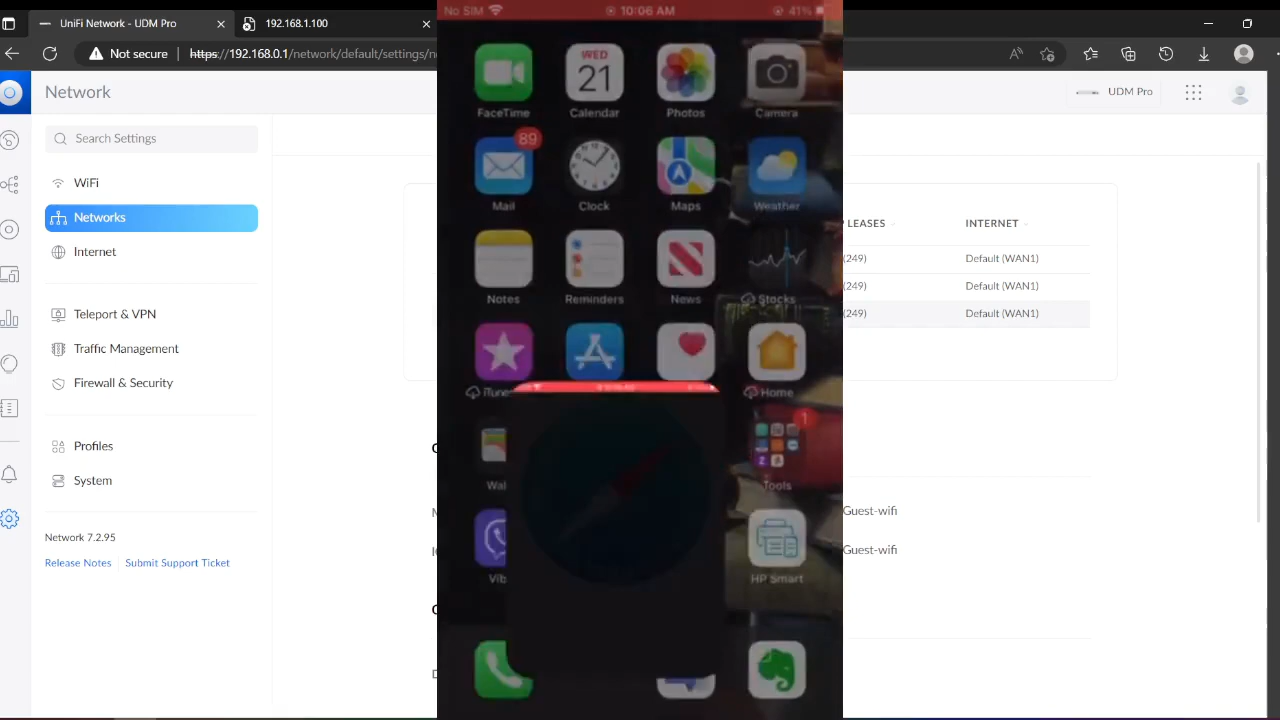 UniFi Network - UDM Pro
192.168.1.100
Not secure
https://192.168.0.1/network/default/settings/
Network
UDM Pro
Search Settings
WiFi
Networks
Internet
Teleport & VPN
Traffic Management
Firewall & Security
Profiles
System
Network 7.2.95
Release Notes
Submit Support Ticket
No SIM
10:06 AM
41%
WED
21
FaceTime
Calendar
Photos
Camera
89
Mail
Clock
Maps
Weather
Notes
Reminders
News
Stocks
iTunes
Home
Wal
1
Tools
Vib
HP Smart
LEASES
INTERNET
(249)
Default (WAN1)
(249)
Default (WAN1)
(249)
Default (WAN1)
Guest-wifi
Guest-wifi